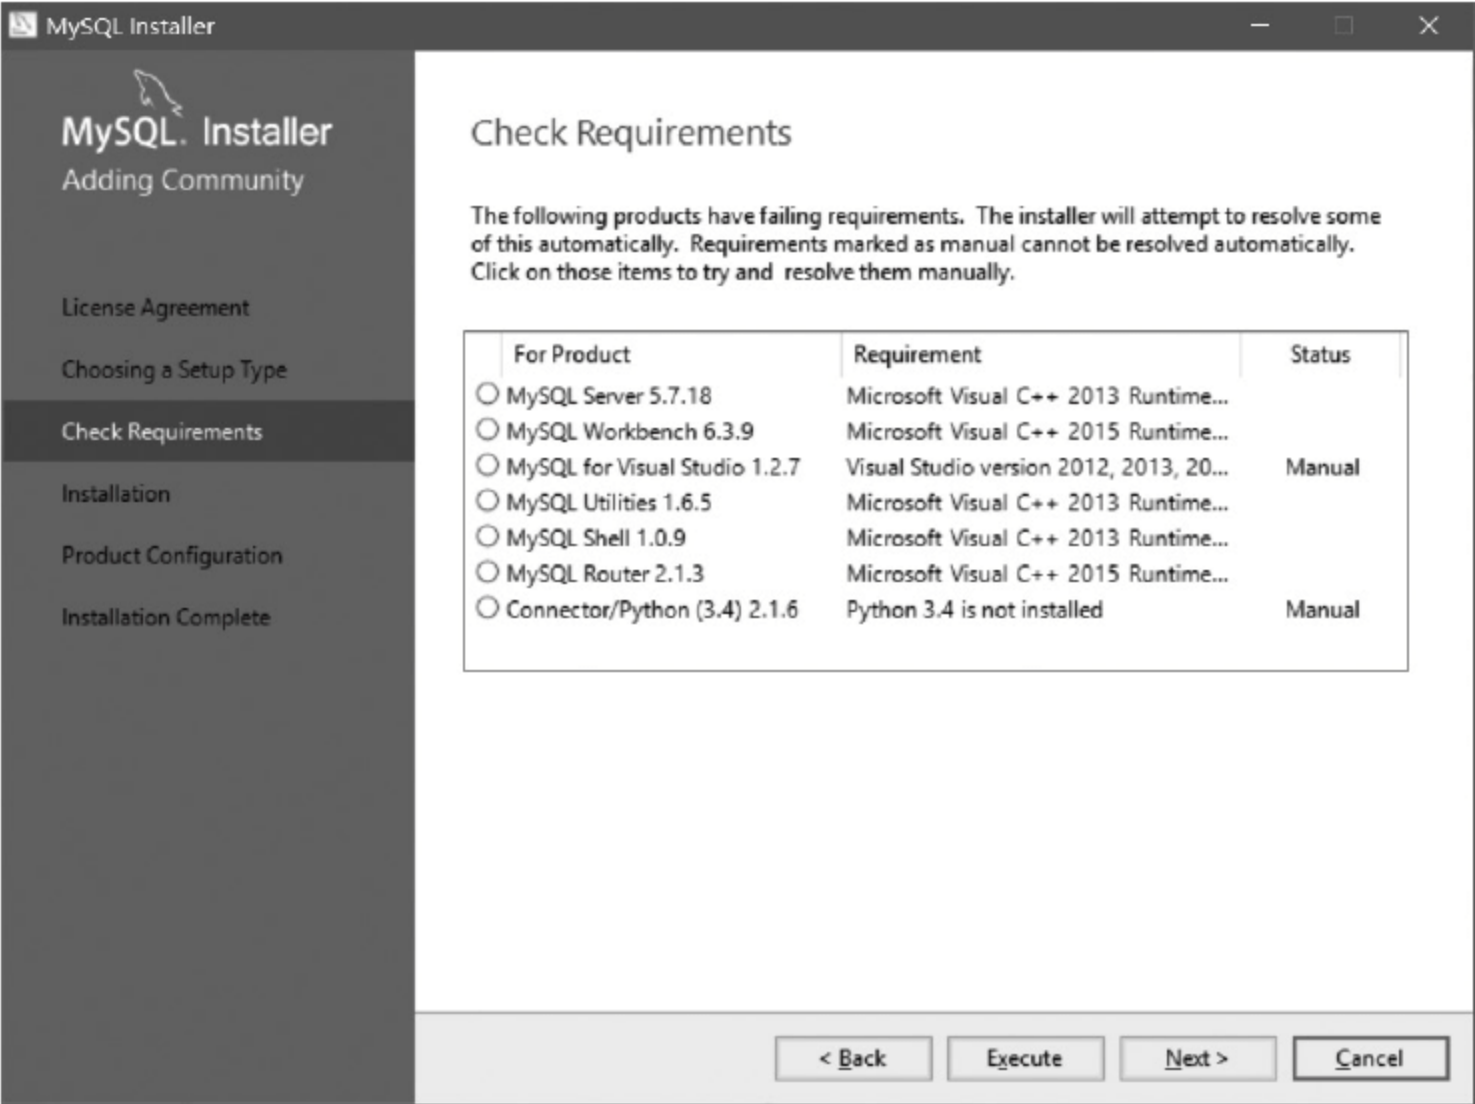 MySQL Installer
MySQL. Installer
Adding Community
License Agreement
Choosing a Setup Type
Check Requirements
Installation
Product Configuration
Installation Complete
Check Requirements
The following products have failing requirements.  The installer will attempt to resolve some
of this automatically.  Requirements marked as manual cannot be resolved automatically.
Click on those items to try and  resolve them manually.
For Product Requirement Status
MySQL Server 5.7.18 Microsoft Visual C++ 2013 Runtime...
MySQL Workbench 6.3.9 Microsoft Visual C++ 2015 Runtime...
MySQL for Visual Studio 1.2.7 Visual Studio version 2012, 2013, 20... Manual
MySQL Utilities 1.6.5 Microsoft Visual C++ 2013 Runtime...
MySQL Shell 1.0.9 Microsoft Visual C++ 2013 Runtime...
MySQL Router 2.1.3 Microsoft Visual C++ 2015 Runtime...
Connector/Python (3.4) 2.1.6 Python 3.4 is not installed Manual
< Back Execute Next > Cancel